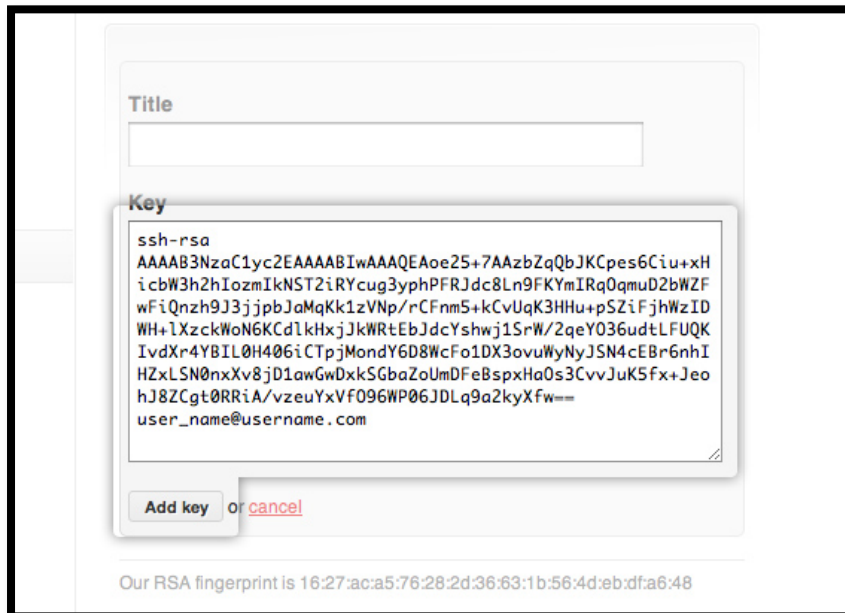 Title
Key
ssh-rsa
AAAAB3NzaC1yc2EAAAABIwAAAQEAoe25+7AAzbZqQbJKCpes6Ciu+xH
icbW3h2hIozmIkNST2iRYcug3yphPFRJdc8Ln9FKYmIRqOqmuD2bWZF
wFiQnzh9J3jjpbJaMqKk1zVNp/rCFnm5+kCvUqK3HHu+pSZiFjhWzID
WH+lXzckWoN6KCdlkHxjJkWRtEbJdcYshwj1SrW/2qeYO36udtLFUQK
IvdXr4YBIL0H406iCTpjMondY6D8WcFo1DX3ovuWyNyJSN4cEBr6nhI
HZxLSN0nxXv8jD1awGwDxkSGbaZoUmDFeBspxHaOs3CvvJuK5fx+Jeo
hJ8ZCgt0RRiA/vzeuYxVfO96WP06JDLq9a2kyXfw==
user_name@username.com
Add key or cancel
Our RSA fingerprint is 16:27:ac:a5:76:28:2d:36:63:1b:56:4d:eb:df:a6:48